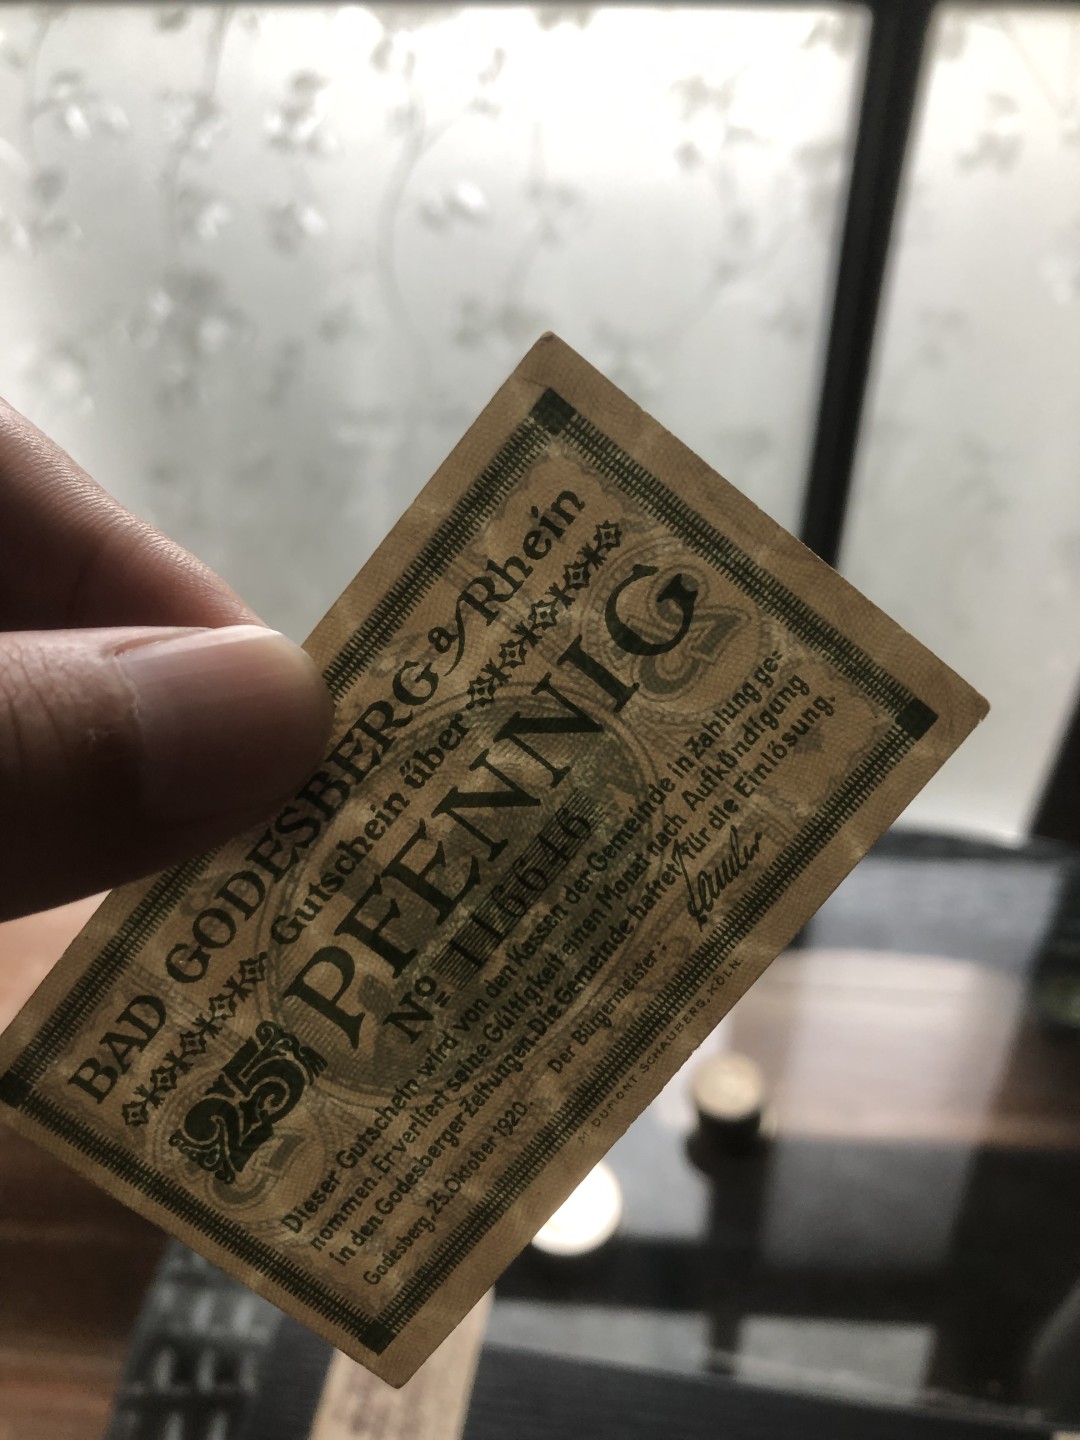 BAD GODESBERG a/Rhein
Gutschein über
25 PFENNIG
No 116646
Dieser Gutschein wird von den Kassen der Gemeinde in Zahlung ge-
nommen. Er verliert seine Gültigkeit einen Monat nach Aufkündigung
in den Godesberger Zeitungen. Die Gemeinde haftet für die Einlösung.
Godesberg, 25. Oktober 1920. Der Bürgermeister:
M. DUMONT SCHAUBERG, KÖLN